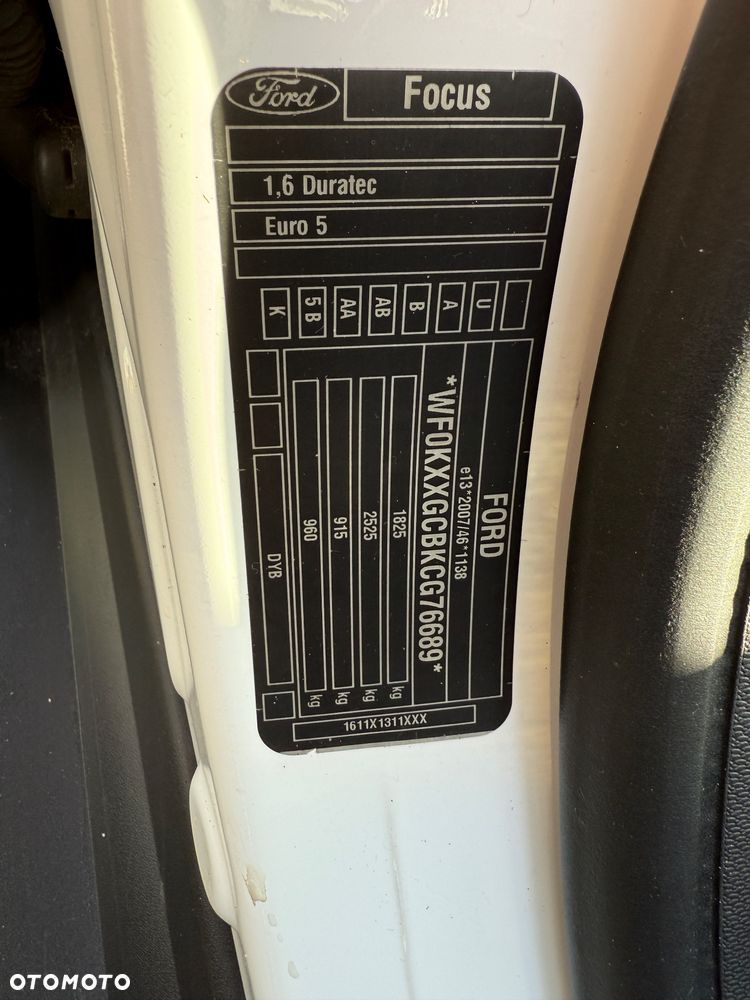 Ford
Focus
1,6 Duratec
Euro 5
K
5 B
AA
AB
B
A
U
FORD
e13*2007/46*1138
*WF0KXXGCBKCG76689*
1825 kg
2525 kg
915 kg
960 kg
DYB
1611X1311XXX
OTOMOTO